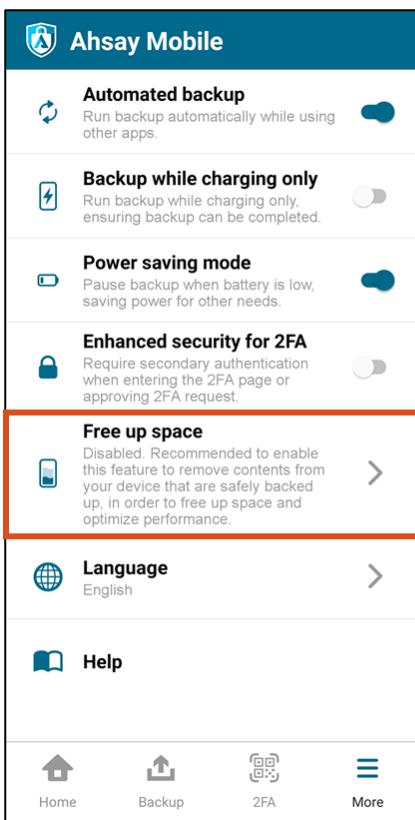 Ahsay Mobile
Automated backup
Run backup automatically while using
other apps.
Backup while charging only
Run backup while charging only,
ensuring backup can be completed.
Power saving mode
Pause backup when battery is low,
saving power for other needs.
Enhanced security for 2FA
Require secondary authentication
when entering the 2FA page or
approving 2FA request.
Free up space
Disabled. Recommended to enable
this feature to remove contents from
your device that are safely backed
up, in order to free up space and
optimize performance.
Language
English
Help
Home Backup 2FA More